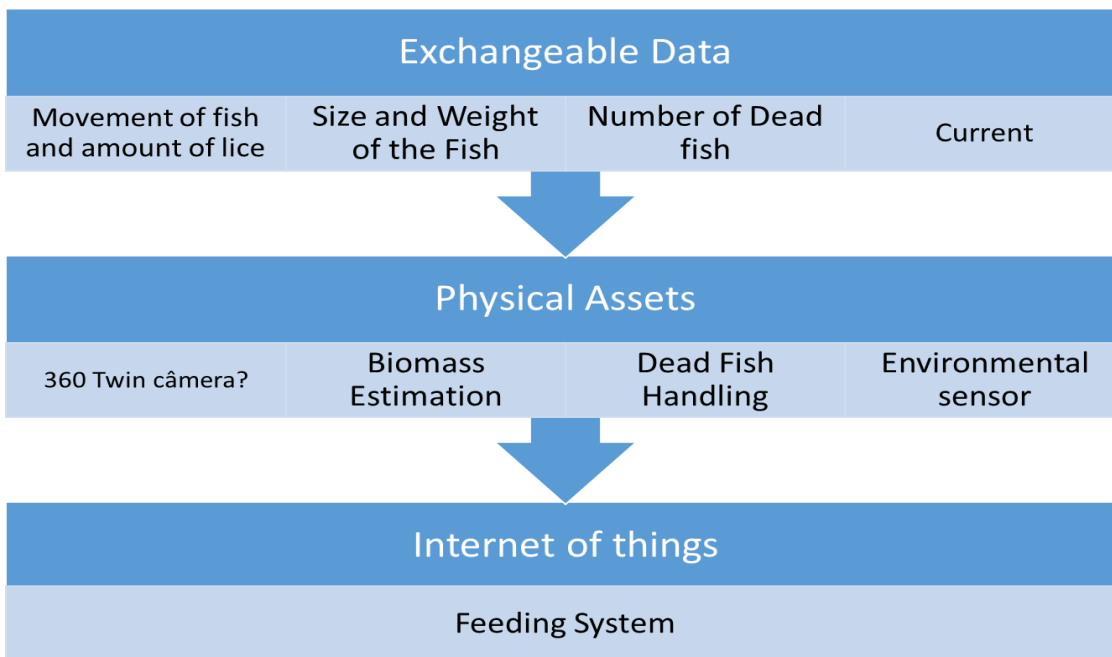 Exchangeable Data
Movement of fish
and amount of lice
Size and Weight
of the Fish
Number of Dead
fish
Current
Physical Assets
360 Twin câmera?
Biomass
Estimation
Dead Fish
Handling
Environmental
sensor
Internet of things
Feeding System